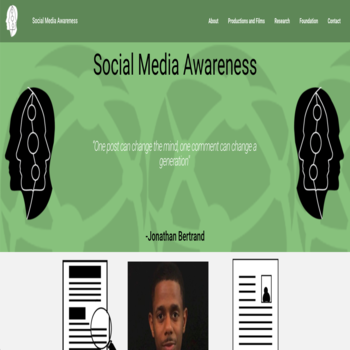 Social Media Awareness
About
Productions and Films
Research
Foundation
Contact
Social Media Awareness
"One post can change the mind, one comment can change a
generation"
-Jonathan Bertrand